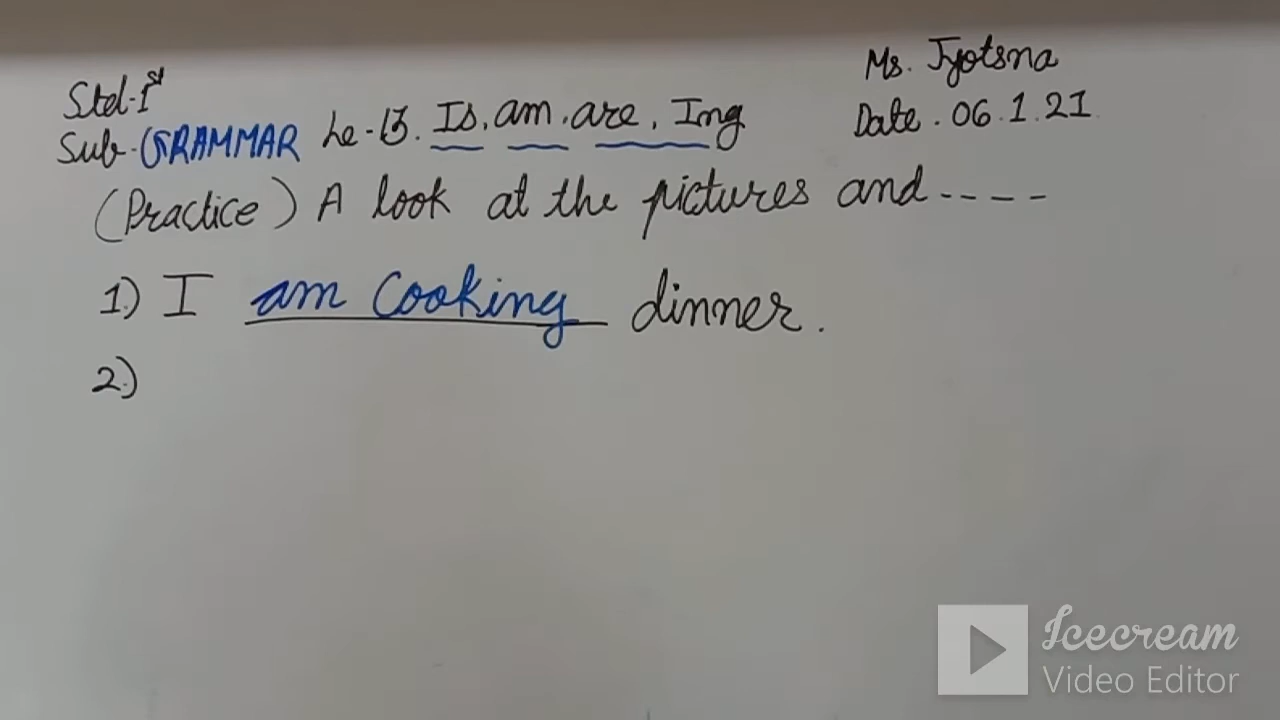 Std-Ist
Ms. Jyotsna
Sub-GRAMMAR Le-13. Is, am, are, Ing
Date. 06.1.21
(Practice) A look at the pictures and----
1) I am Cooking dinner.
2)
Icecream
Video Editor